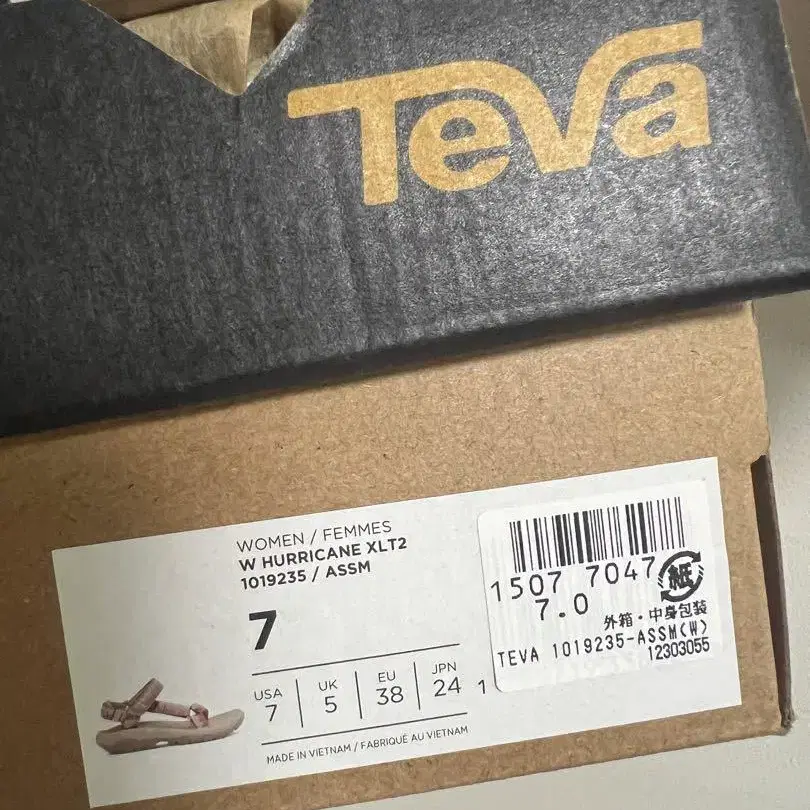 Teva
WOMEN / FEMMES
W HURRICANE XLT2
1019235 / ASSM
7
USA UK EU JPN
7 5 38 24 1
MADE IN VIETNAM / FABRIQUÉ AU VIETNAM
1507 7047
紙
7.0
外箱・中身包装
TEVA 1019235-ASSM(W)
12303055